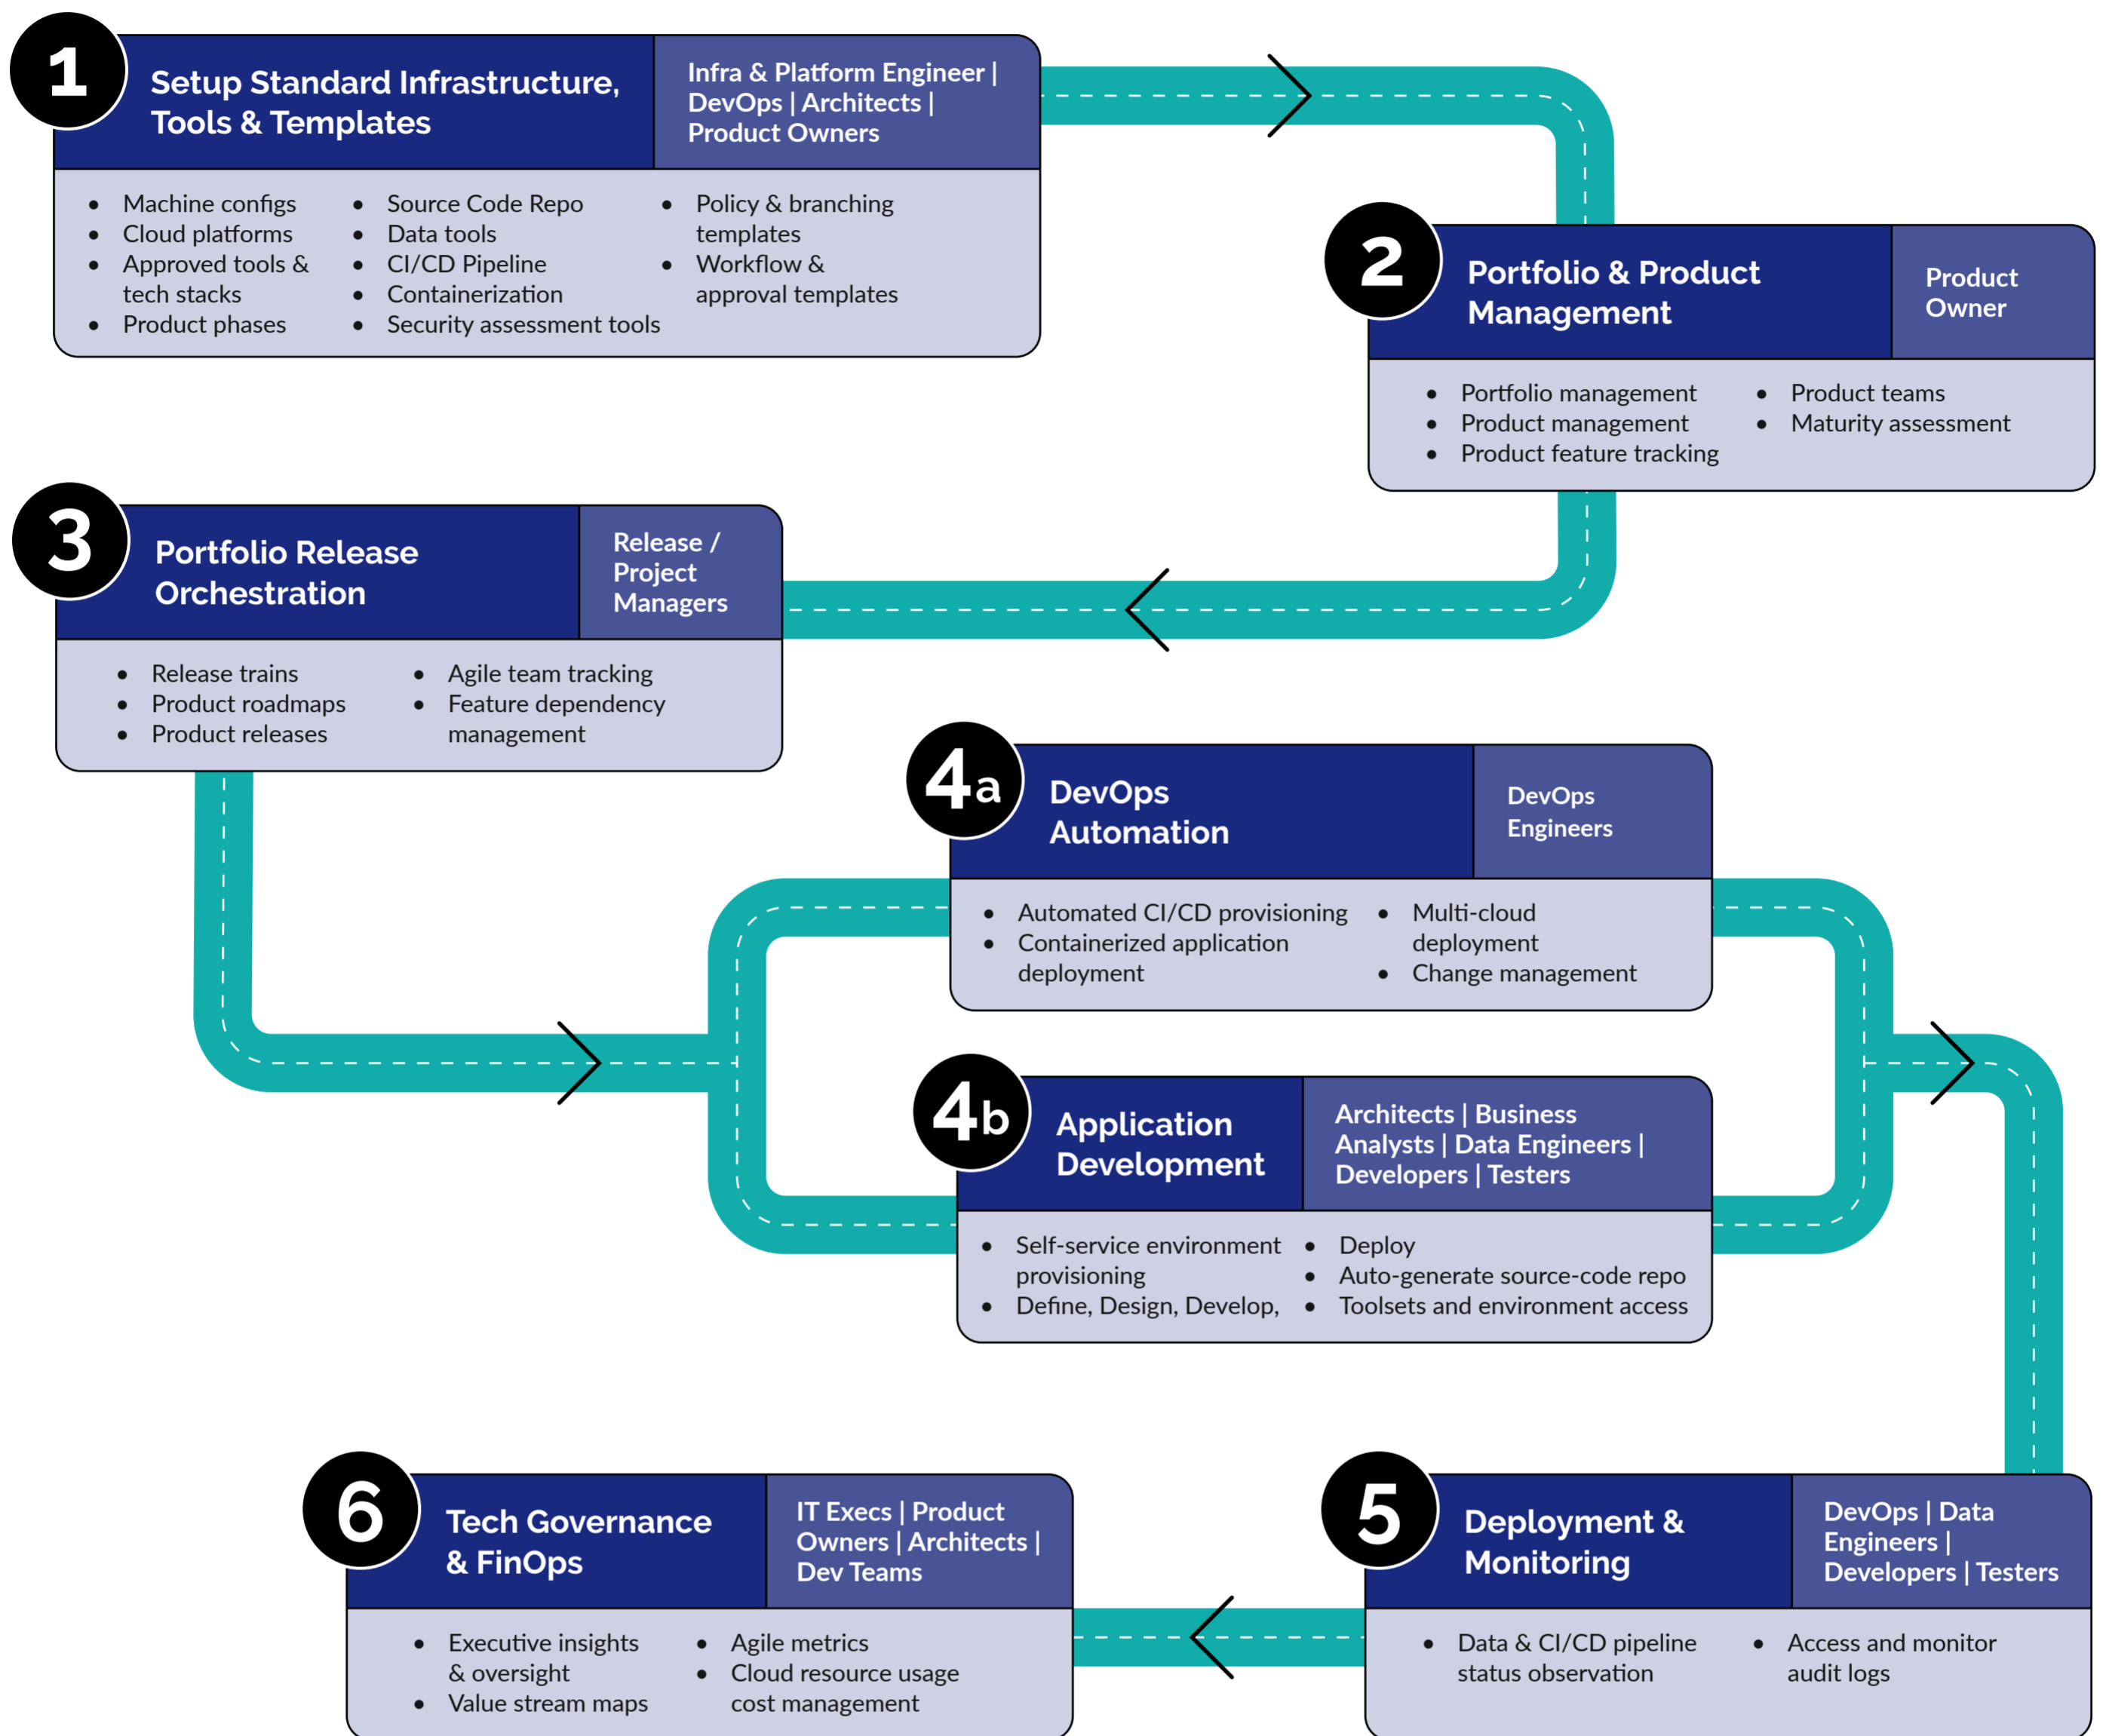 1
Setup Standard Infrastructure,
Tools & Templates
Infra & Platform Engineer |
DevOps | Architects |
Product Owners
• Machine configs
• Cloud platforms
• Approved tools &
tech stacks
• Product phases
• Source Code Repo
• Data tools
• CI/CD Pipeline
• Containerization
• Security assessment tools
• Policy & branching
templates
• Workflow &
approval templates
2
Portfolio & Product
Management
Product
Owner
• Portfolio management
• Product management
• Product feature tracking
• Product teams
• Maturity assessment
3
Portfolio Release
Orchestration
Release /
Project
Managers
• Release trains
• Product roadmaps
• Product releases
• Agile team tracking
• Feature dependency
management
4a
DevOps
Automation
DevOps
Engineers
• Automated CI/CD provisioning
• Containerized application
deployment
• Multi-cloud
deployment
• Change management
4b
Application
Development
Architects | Business
Analysts | Data Engineers |
Developers | Testers
• Self-service environment
provisioning
• Define, Design, Develop,
• Deploy
• Auto-generate source-code repo
• Toolsets and environment access
6
Tech Governance
& FinOps
IT Execs | Product
Owners | Architects |
Dev Teams
• Executive insights
& oversight
• Value stream maps
• Agile metrics
• Cloud resource usage
cost management
5
Deployment &
Monitoring
DevOps | Data
Engineers |
Developers | Testers
• Data & CI/CD pipeline
status observation
• Access and monitor
audit logs